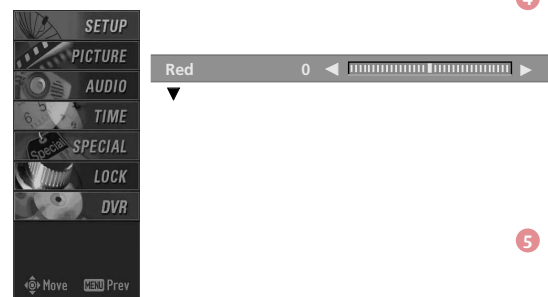 4
SETUP
PICTURE
Red 0
AUDIO
TIME
SPECIAL
LOCK
DVR
5
Move MENU Prev